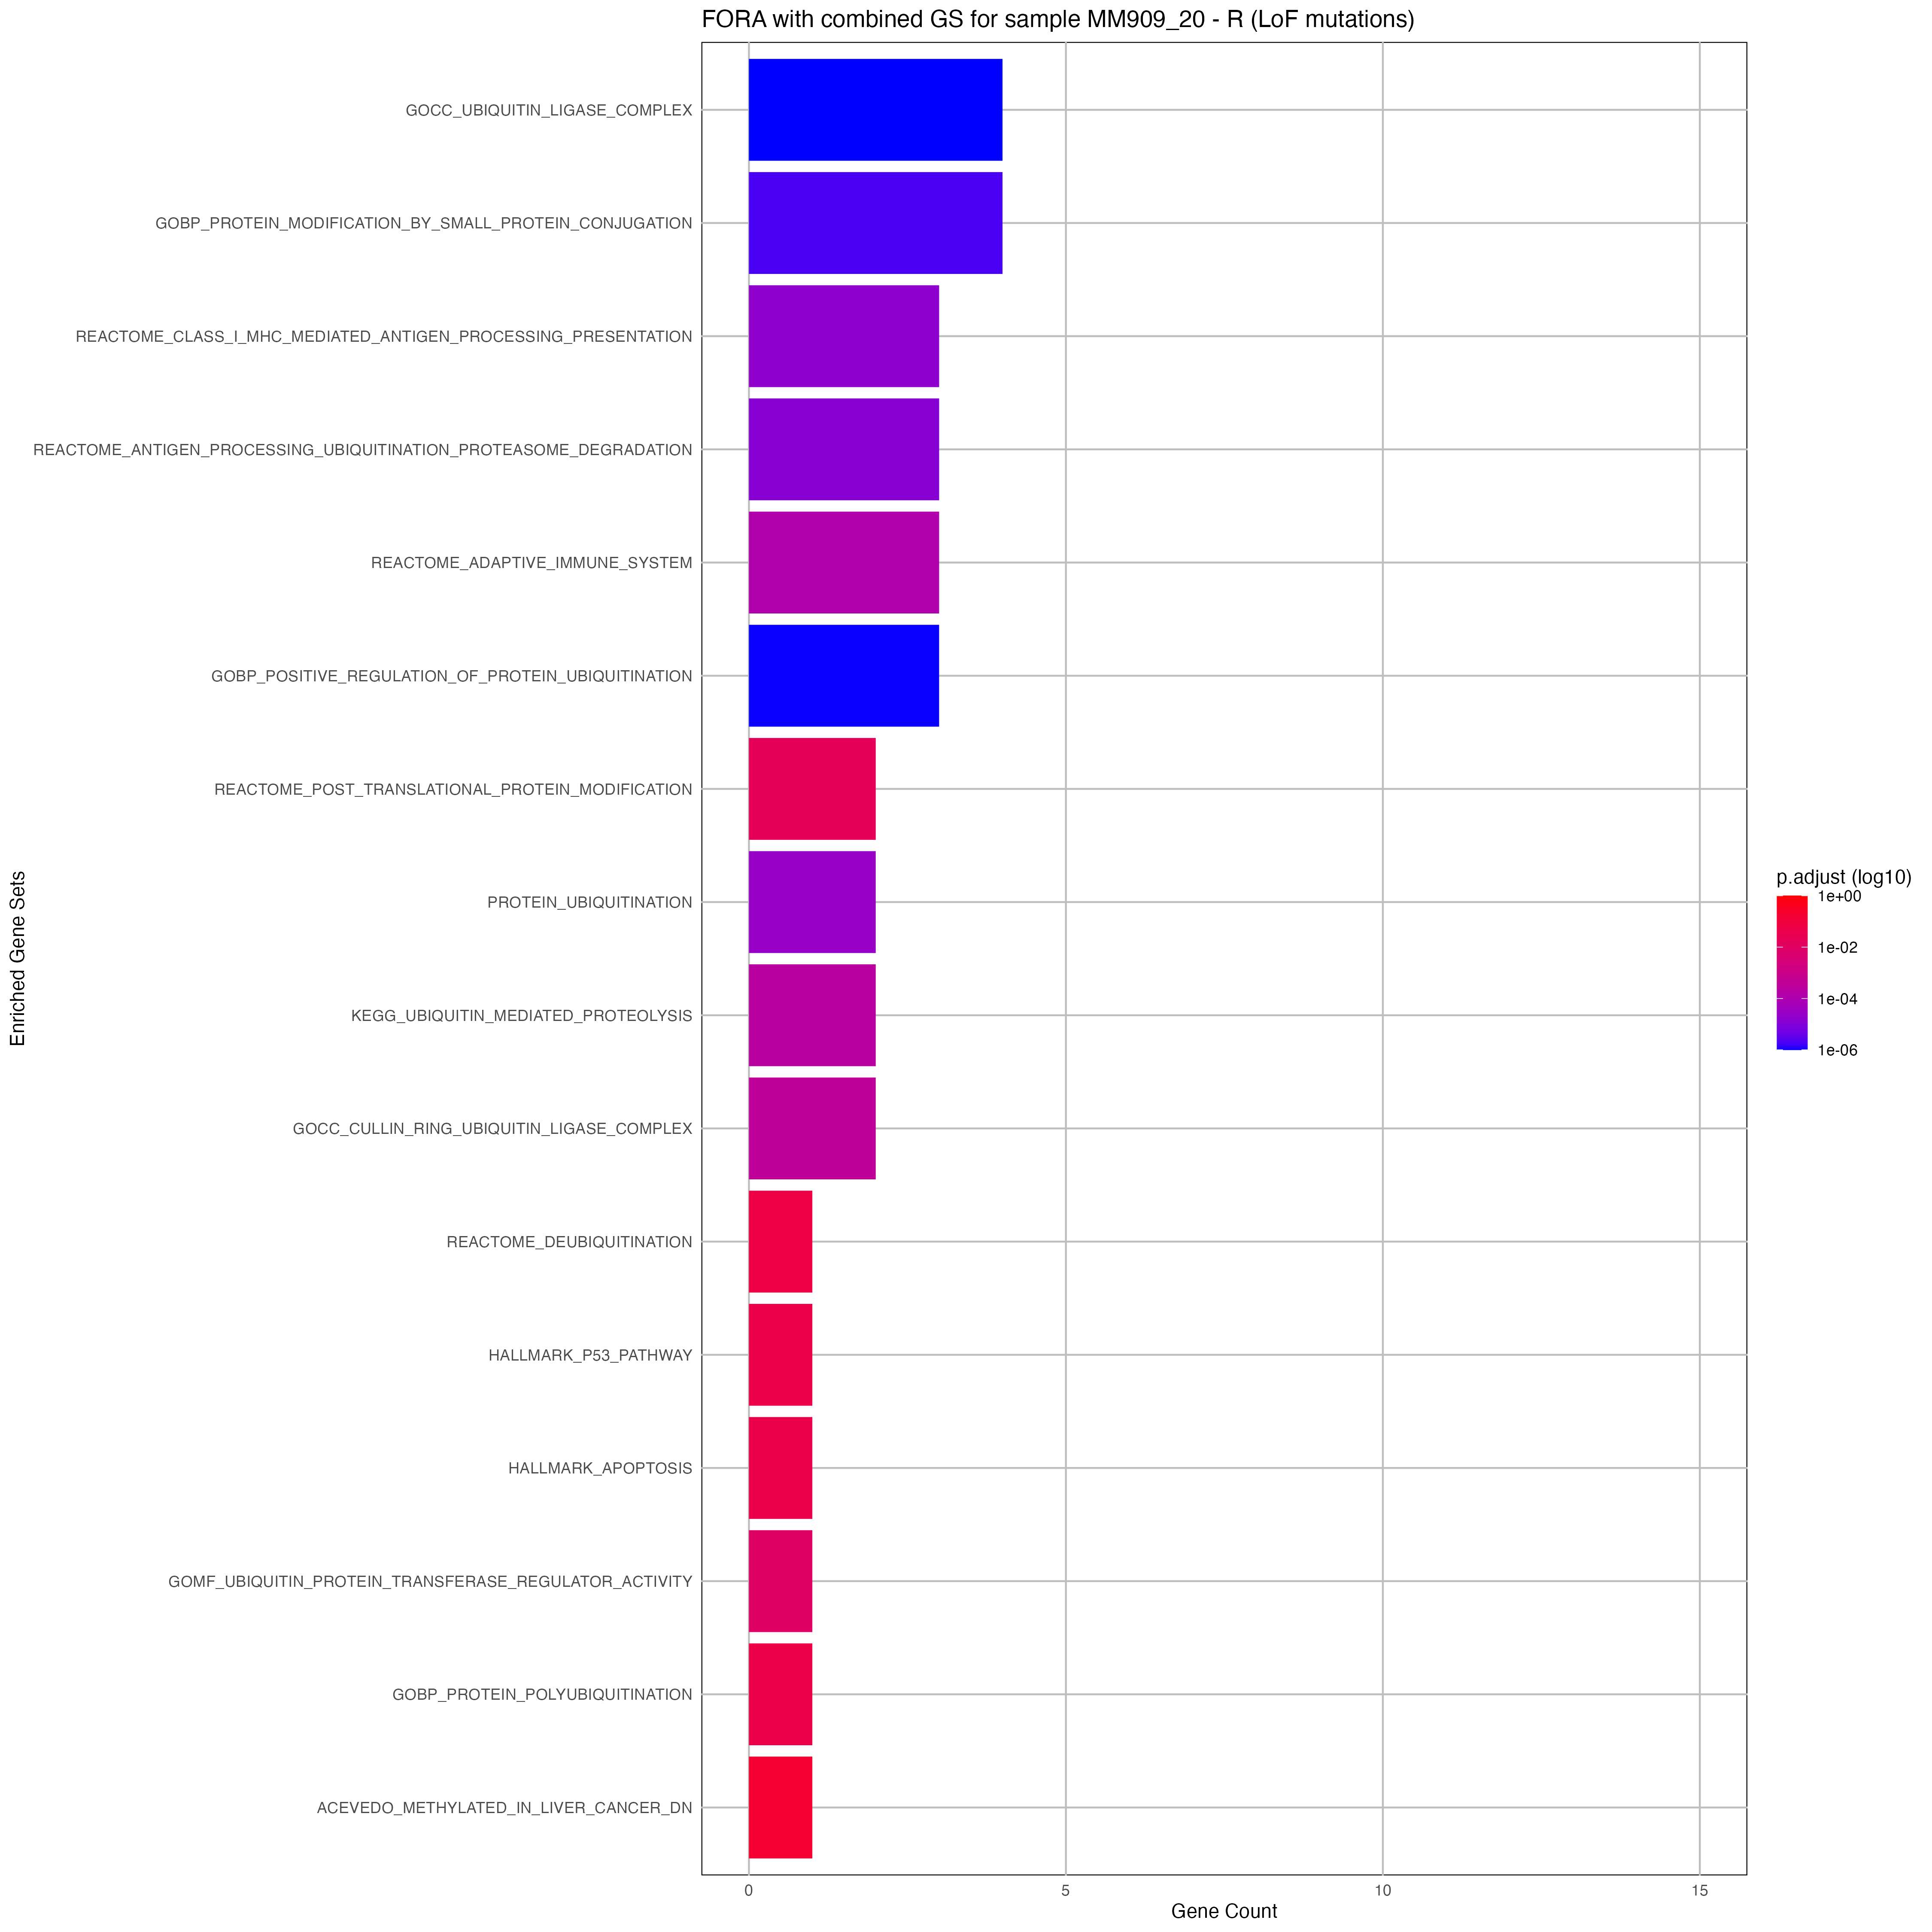 FORA with combined GS for sample MM909_20 - R (LoF mutations)
GOCC_UBIQUITIN_LIGASE_COMPLEX
GOBP_PROTEIN_MODIFICATION_BY_SMALL_PROTEIN_CONJUGATION
REACTOME_CLASS_I_MHC_MEDIATED_ANTIGEN_PROCESSING_PRESENTATION
REACTOME_ANTIGEN_PROCESSING_UBIQUITINATION_PROTEASOME_DEGRADATION
REACTOME_ADAPTIVE_IMMUNE_SYSTEM
GOBP_POSITIVE_REGULATION_OF_PROTEIN_UBIQUITINATION
REACTOME_POST_TRANSLATIONAL_PROTEIN_MODIFICATION
PROTEIN_UBIQUITINATION
KEGG_UBIQUITIN_MEDIATED_PROTEOLYSIS
GOCC_CULLIN_RING_UBIQUITIN_LIGASE_COMPLEX
REACTOME_DEUBIQUITINATION
HALLMARK_P53_PATHWAY
HALLMARK_APOPTOSIS
GOMF_UBIQUITIN_PROTEIN_TRANSFERASE_REGULATOR_ACTIVITY
GOBP_PROTEIN_POLYUBIQUITINATION
ACEVEDO_METHYLATED_IN_LIVER_CANCER_DN
Enriched Gene Sets
0 5 10 15
Gene Count
p.adjust (log10)
1e+00
1e-02
1e-04
1e-06